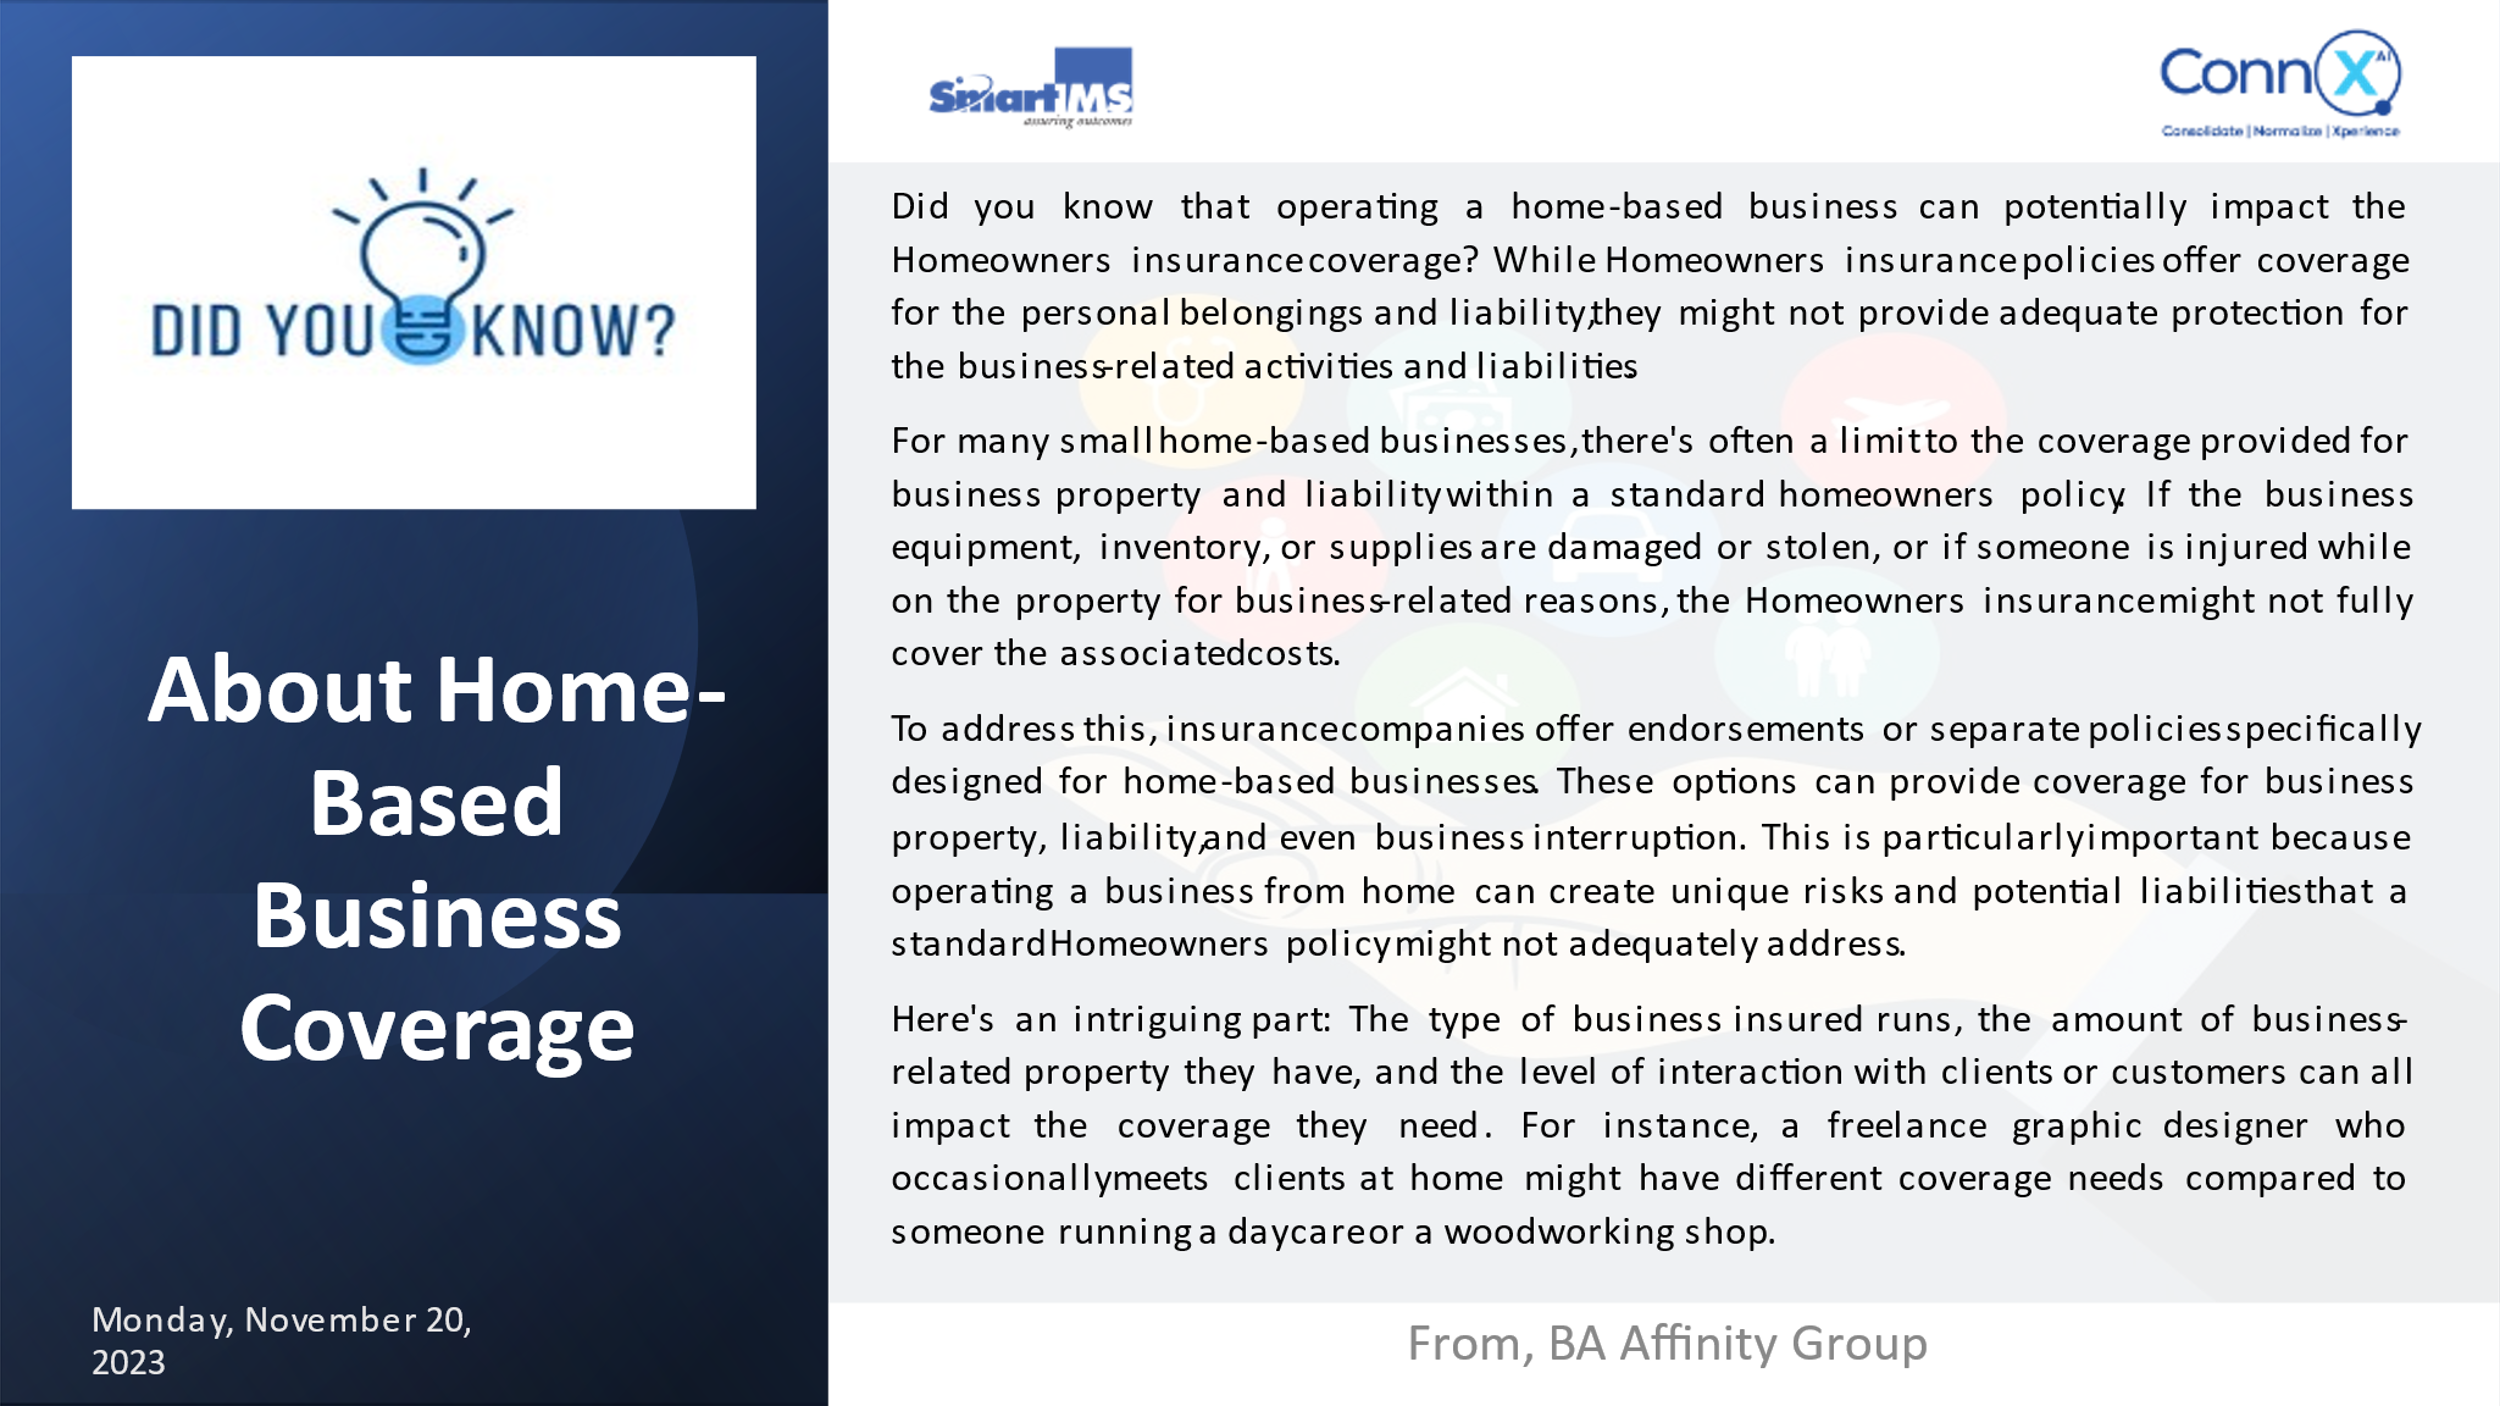 DID YOU KNOW?
About Home-
Based
Business
Coverage
Monday, November 20,
2023
SmartIMS
assuring outcomes
ConnX AI
Consolidate | Normalize | Xperience
Did you know that operating a home-based business can potentially impact the
Homeowners insurance coverage? While Homeowners insurance policies offer coverage
for the personal belongings and liability, they might not provide adequate protection for
the business-related activities and liabilities.
For many small home-based businesses, there's often a limit to the coverage provided for
business property and liability within a standard homeowners policy. If the business
equipment, inventory, or supplies are damaged or stolen, or if someone is injured while
on the property for business-related reasons, the Homeowners insurance might not fully
cover the associated costs.
To address this, insurance companies offer endorsements or separate policies specifically
designed for home-based businesses. These options can provide coverage for business
property, liability, and even business interruption. This is particularly important because
operating a business from home can create unique risks and potential liabilities that a
standard Homeowners policy might not adequately address.
Here's an intriguing part: The type of business insured runs, the amount of business-
related property they have, and the level of interaction with clients or customers can all
impact the coverage they need. For instance, a freelance graphic designer who
occasionally meets clients at home might have different coverage needs compared to
someone running a daycare or a woodworking shop.
From, BA Affinity Group